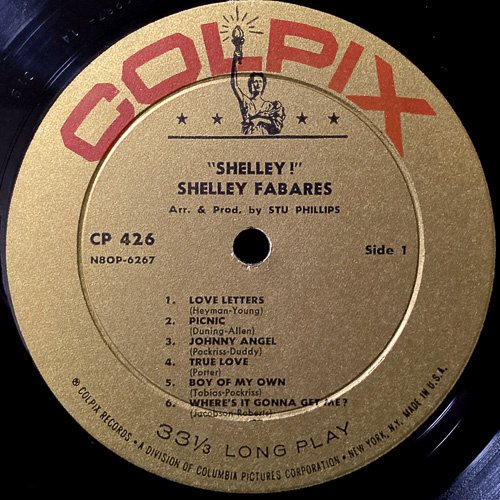 COLPIX
"SHELLEY!"
SHELLEY FABARES
Arr. & Prod. by STU PHILLIPS
CP 426
N8OP-6267
Side 1
1. LOVE LETTERS
(Heyman-Young)
2. PICNIC
(Duning-Allen)
3. JOHNNY ANGEL
(Pockriss-Duddy)
4. TRUE LOVE
(Porter)
5. BOY OF MY OWN
(Tobias-Pockriss)
6. WHERE'S IT GONNA GET ME?
(Jacobson-Roberts)
33⅓ LONG PLAY
℗ COLPIX RECORDS • A DIVISION OF COLUMBIA PICTURES CORPORATION • NEW YORK, N.Y. MADE IN U.S.A.